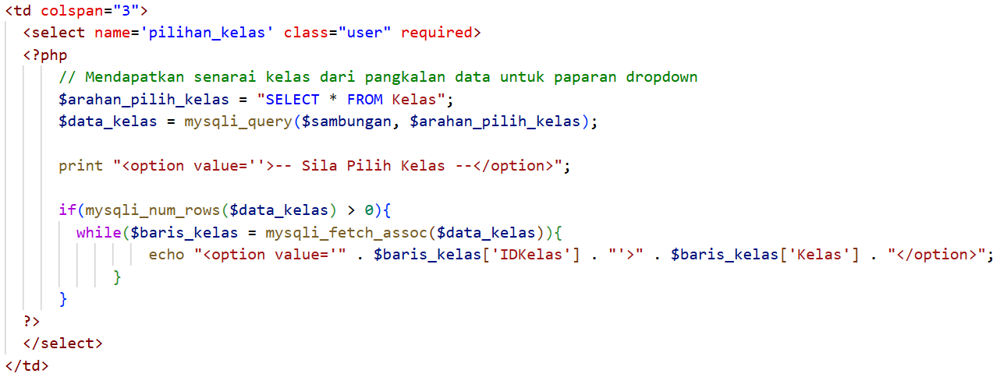 <td colspan="3">
<select name='pilihan_kelas' class="user" required>
<?php
// Mendapatkan senarai kelas dari pangkalan data untuk paparan dropdown
$arahan_pilih_kelas = "SELECT * FROM Kelas";
$data_kelas = mysqli_query($sambungan, $arahan_pilih_kelas);
print "<option value=''>-- Sila Pilih Kelas --</option>";
if(mysqli_num_rows($data_kelas) > 0){
while($baris_kelas = mysqli_fetch_assoc($data_kelas)){
echo "<option value='" . $baris_kelas['IDKelas'] . "'>" . $baris_kelas['Kelas'] . "</option>";
}
}
?>
</select>
</td>